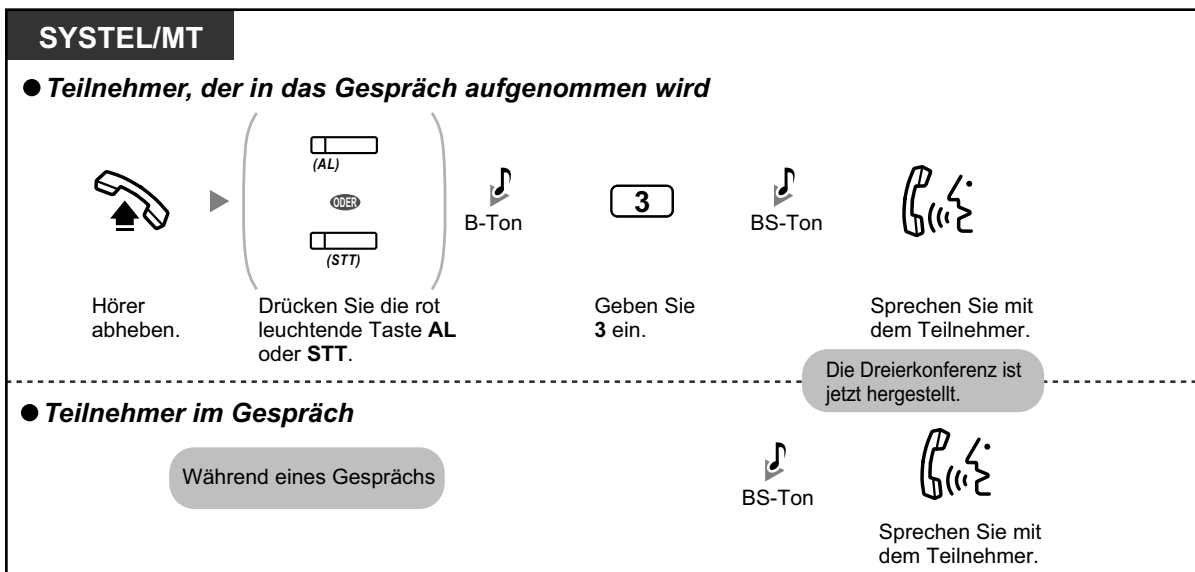 SYSTEL/MT
● Teilnehmer, der in das Gespräch aufgenommen wird
(AL)
ODER
(STT)
B-Ton
3
BS-Ton
Hörer
abheben.
Drücken Sie die rot
leuchtende Taste AL
oder STT.
Geben Sie
3 ein.
Sprechen Sie mit
dem Teilnehmer.
Die Dreierkonferenz ist
jetzt hergestellt.
● Teilnehmer im Gespräch
Während eines Gesprächs
BS-Ton
Sprechen Sie mit
dem Teilnehmer.